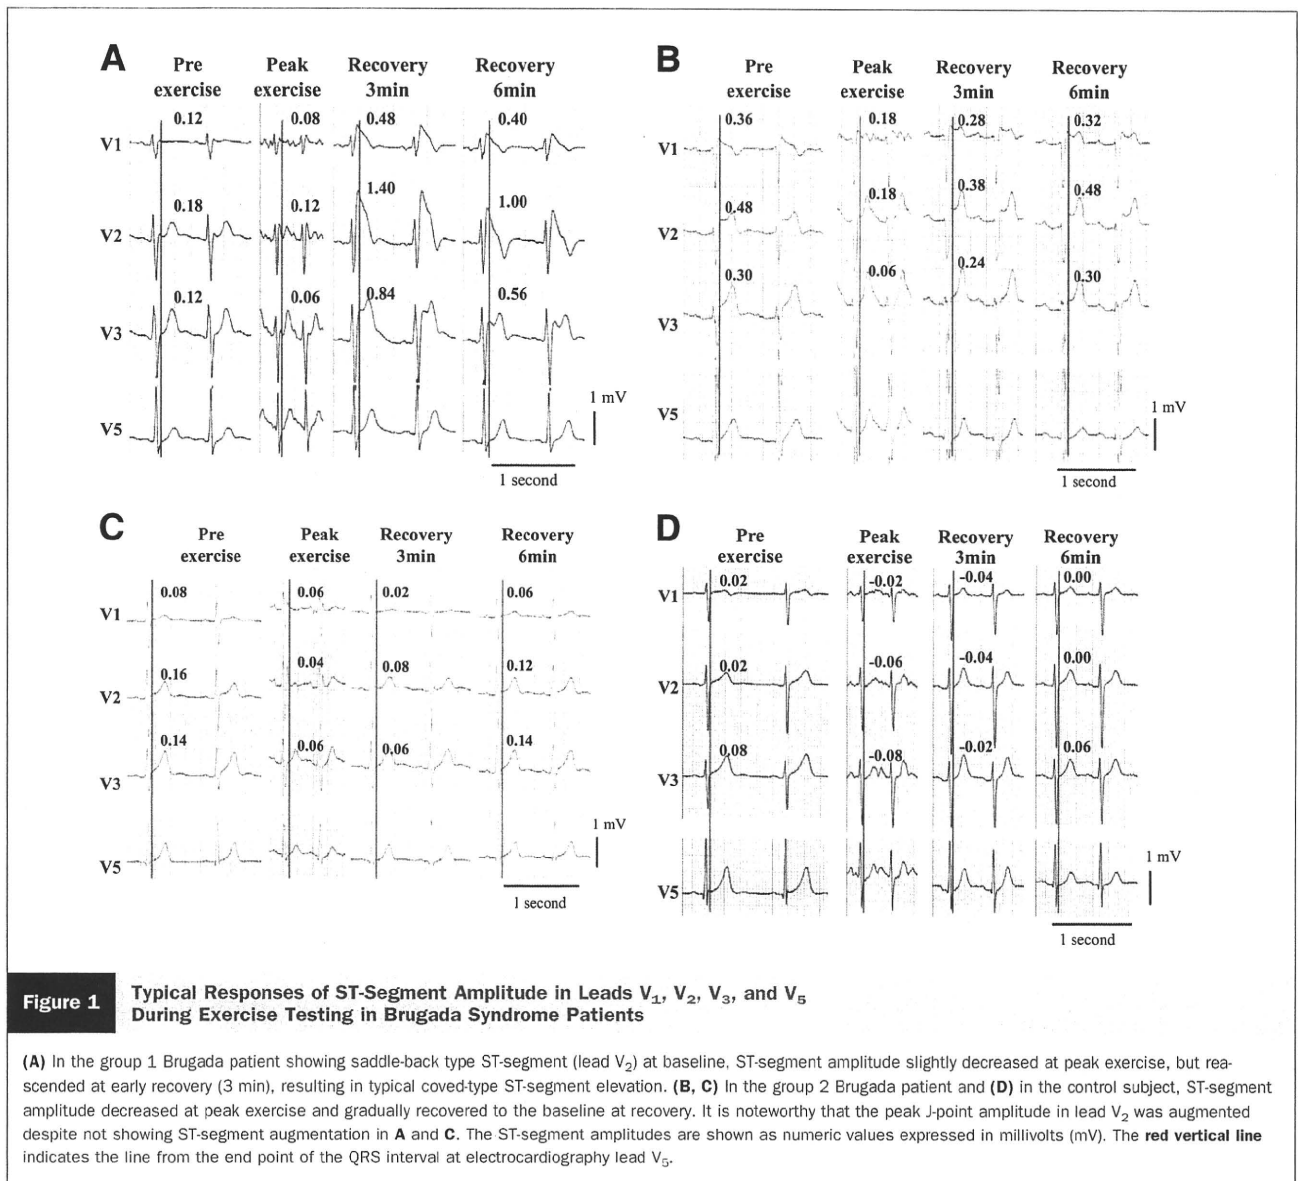 A
Pre exercise
Peak exercise
Recovery 3min
Recovery 6min
0.12
0.08
0.48
0.40
V1
1.40
0.18
0.12
1.00
V2
0.12
0.06
0.84
0.56
V3
1 mV
V5
1 second
B
Pre exercise
Peak exercise
Recovery 3min
Recovery 6min
0.36
0.18
0.28
0.32
V1
0.48
0.18
0.38
0.48
V2
0.30
0.06
0.24
0.30
V3
V5
1 mV
1 second
C
Pre exercise
Peak exercise
Recovery 3min
Recovery 6min
0.08
0.06
0.02
0.06
V1
0.16
0.04
0.08
0.12
V2
0.14
0.06
0.06
0.14
V3
1 mV
V5
1 second
D
Pre exercise
Peak exercise
Recovery 3min
Recovery 6min
0.02
-0.02
-0.04
0.00
V1
0.02
-0.06
-0.04
0.00
V2
0.08
-0.08
-0.02
0.06
V3
1 mV
V5
1 second
Figure 1
Typical Responses of ST-Segment Amplitude in Leads V1, V2, V3, and V5
During Exercise Testing in Brugada Syndrome Patients
(A) In the group 1 Brugada patient showing saddle-back type ST-segment (lead V2) at baseline, ST-segment amplitude slightly decreased at peak exercise, but rea-
scended at early recovery (3 min), resulting in typical coved-type ST-segment elevation. (B, C) In the group 2 Brugada patient and (D) in the control subject, ST-segment
amplitude decreased at peak exercise and gradually recovered to the baseline at recovery. It is noteworthy that the peak J-point amplitude in lead V2 was augmented
despite not showing ST-segment augmentation in A and C. The ST-segment amplitudes are shown as numeric values expressed in millivolts (mV). The red vertical line
indicates the line from the end point of the QRS interval at electrocardiography lead V5.